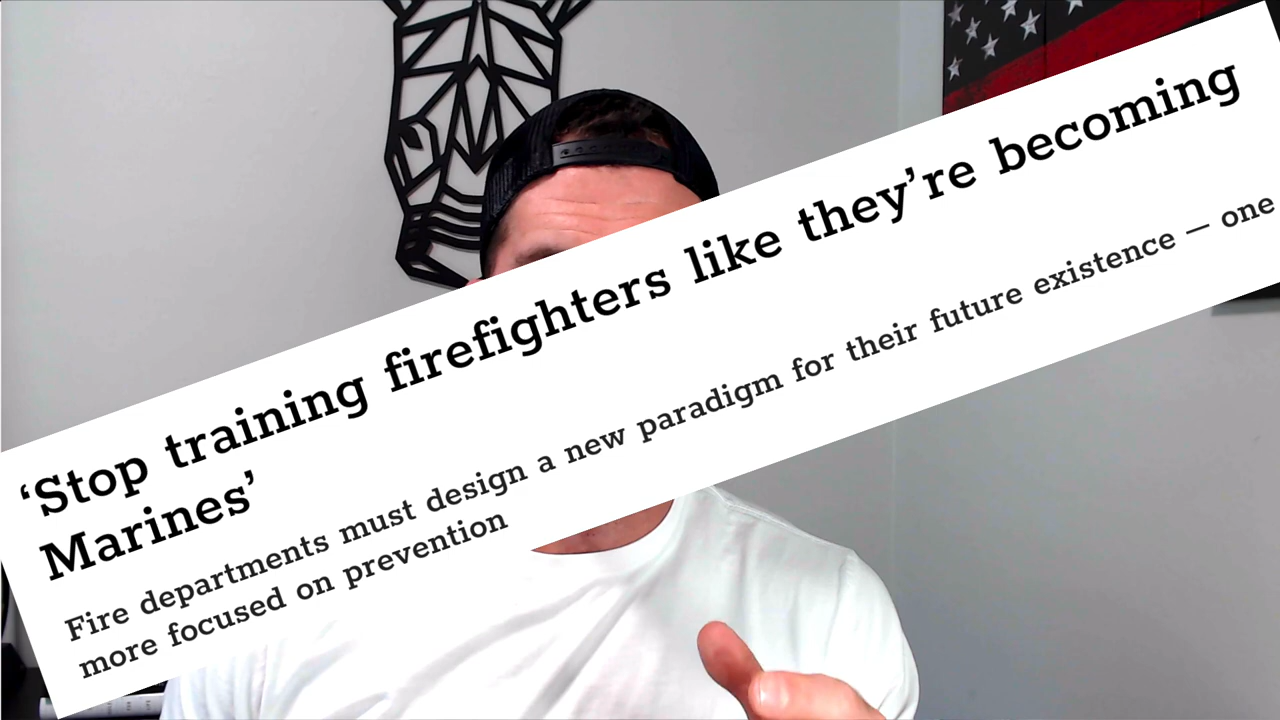 ‘Stop training firefighters like they’re becoming
Marines’
Fire departments must design a new paradigm for their future existence — one
more focused on prevention